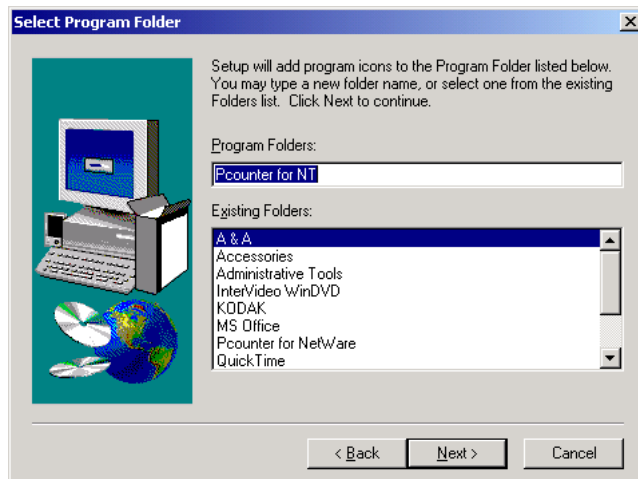 Select Program Folder
Setup will add program icons to the Program Folder listed below.
You may type a new folder name, or select one from the existing
Folders list. Click Next to continue.
Program Folders:
Pcounter for NT
Existing Folders:
A & A
Accessories
Administrative Tools
InterVideo WinDVD
KODAK
MS Office
Pcounter for NetWare
QuickTime
< Back
Next >
Cancel